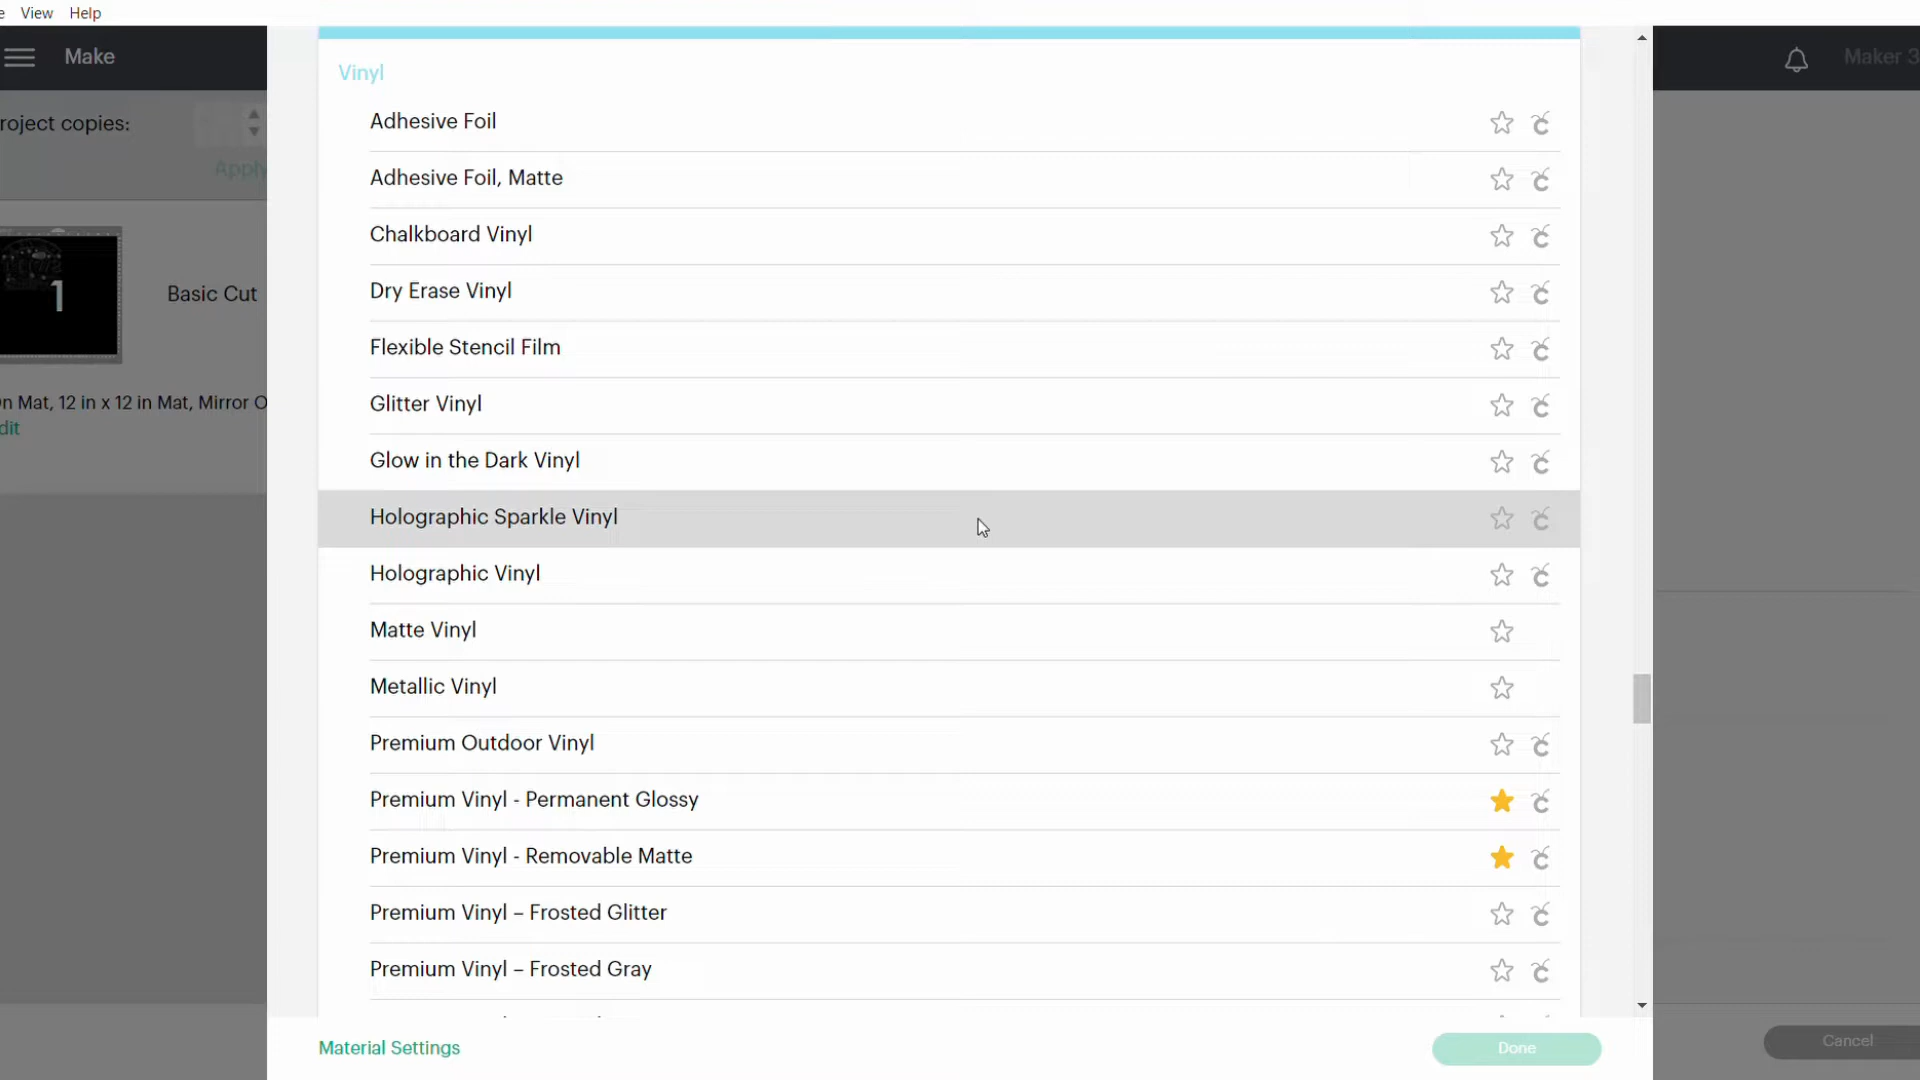 View Help
Make
Maker 3
roject copies:
Apply
1
Basic Cut
n Mat, 12 in x 12 in Mat, Mirror O
dit
Vinyl
Adhesive Foil
Adhesive Foil, Matte
Chalkboard Vinyl
Dry Erase Vinyl
Flexible Stencil Film
Glitter Vinyl
Glow in the Dark Vinyl
Holographic Sparkle Vinyl
Holographic Vinyl
Matte Vinyl
Metallic Vinyl
Premium Outdoor Vinyl
Premium Vinyl - Permanent Glossy
Premium Vinyl - Removable Matte
Premium Vinyl – Frosted Glitter
Premium Vinyl – Frosted Gray
Material Settings
Done
Cancel